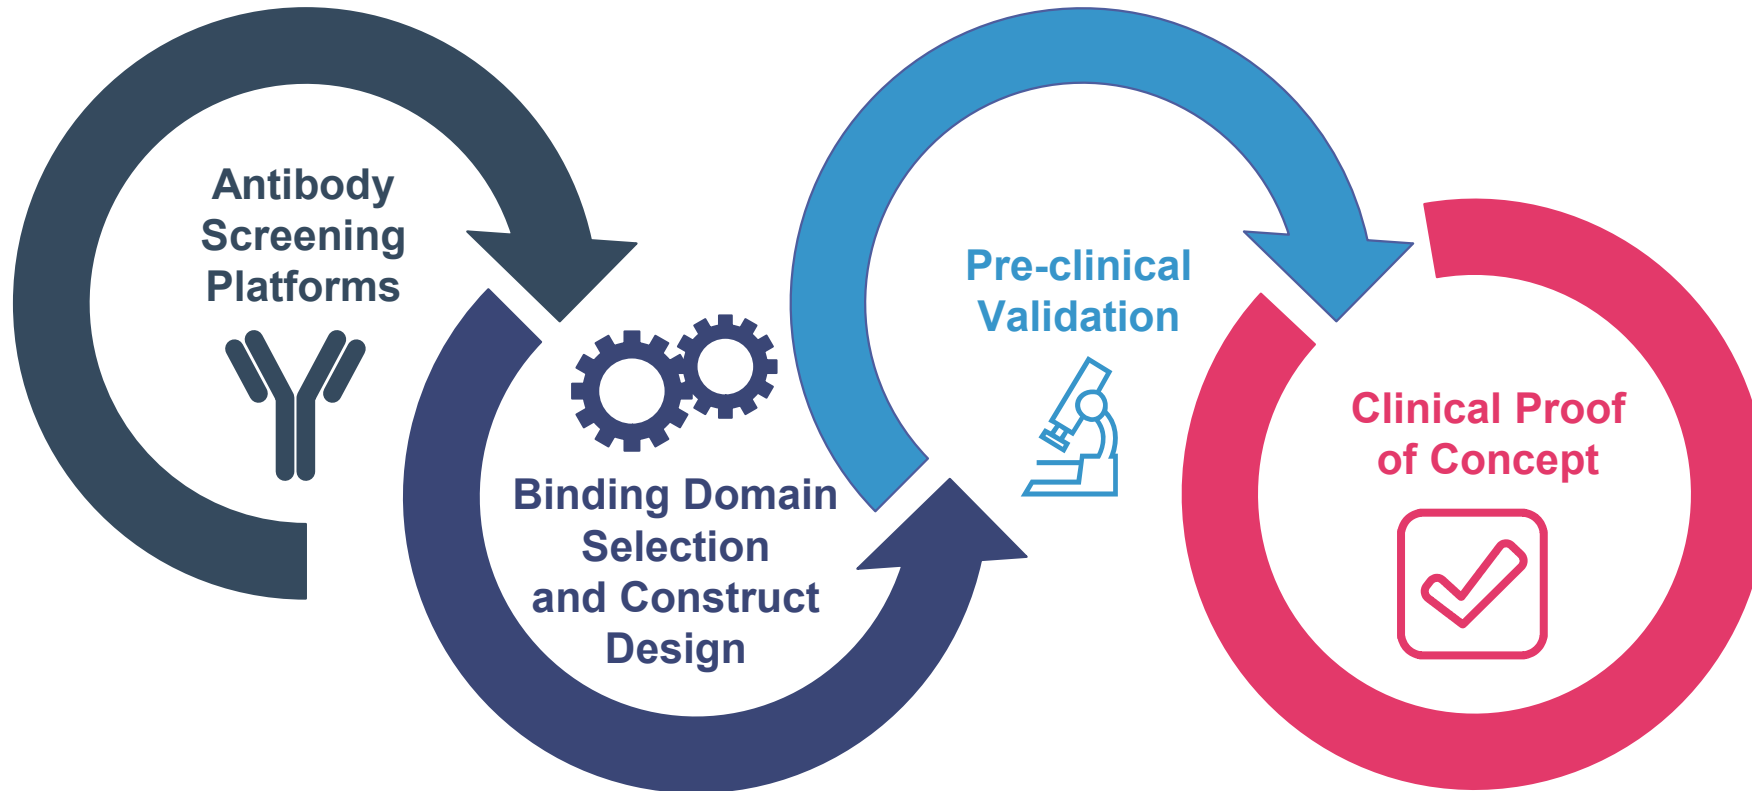 Antibody
Screening
Platforms
Binding Domain
Selection
and Construct
Design
Pre-clinical
Validation
Clinical Proof
of Concept